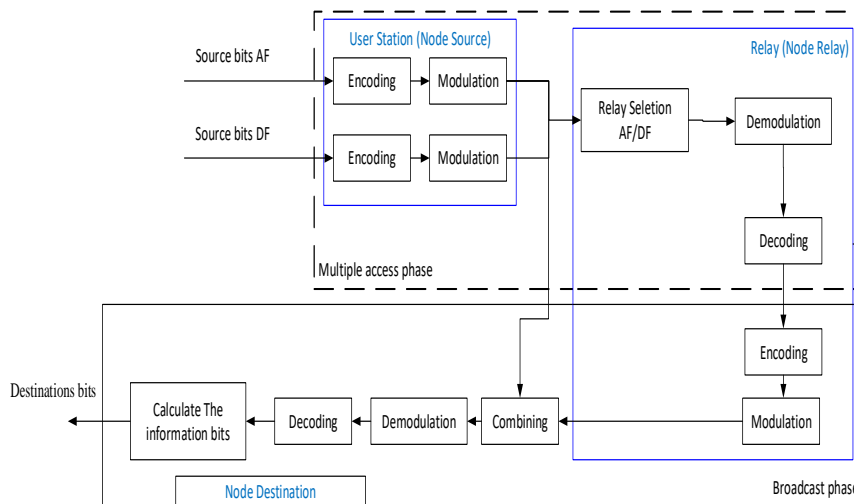 User Station (Node Source)
Relay (Node Relay)
Source bits AF
Encoding
Modulation
Relay Seletion
AF/DF
Demodulation
Source bits DF
Encoding
Modulation
Decoding
Multiple access phase
Encoding
Destinations bits
Calculate The
information bits
Decoding
Demodulation
Combining
Modulation
Node Destination
Broadcast phase